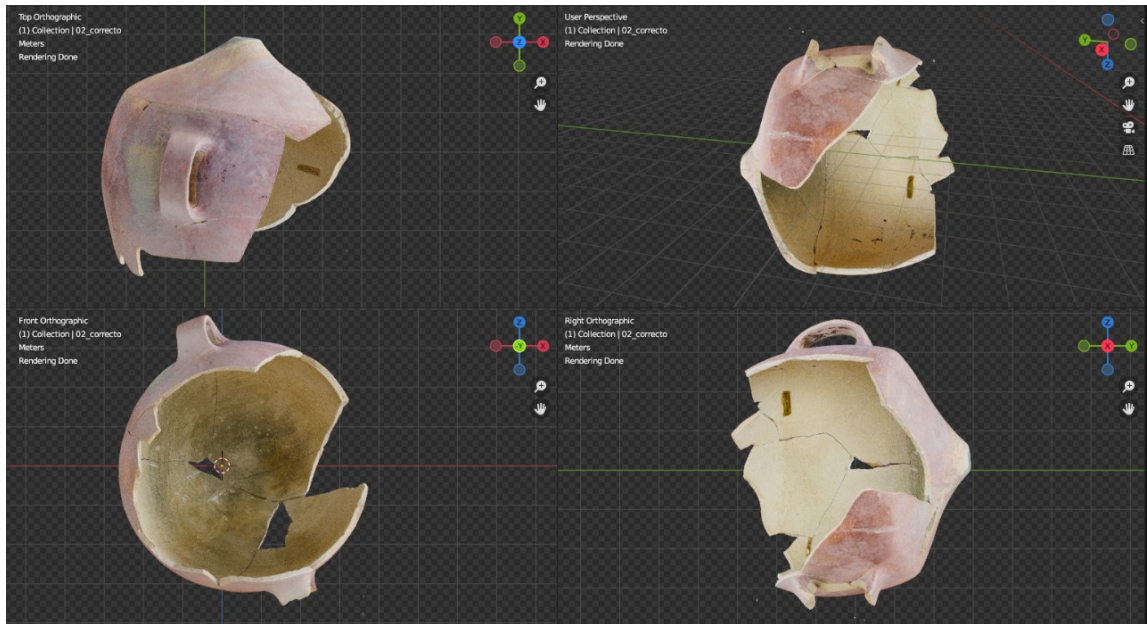 Top Orthographic
(1) Collection | 02_correcto
Meters
Rendering Done
Y
Z
X
User Perspective
(1) Collection | 02_correcto
Meters
Rendering Done
Y
X
Z
Front Orthographic
(1) Collection | 02_correcto
Meters
Rendering Done
Z
-Y
X
Right Orthographic
(1) Collection | 02_correcto
Meters
Rendering Done
Z
X
Y